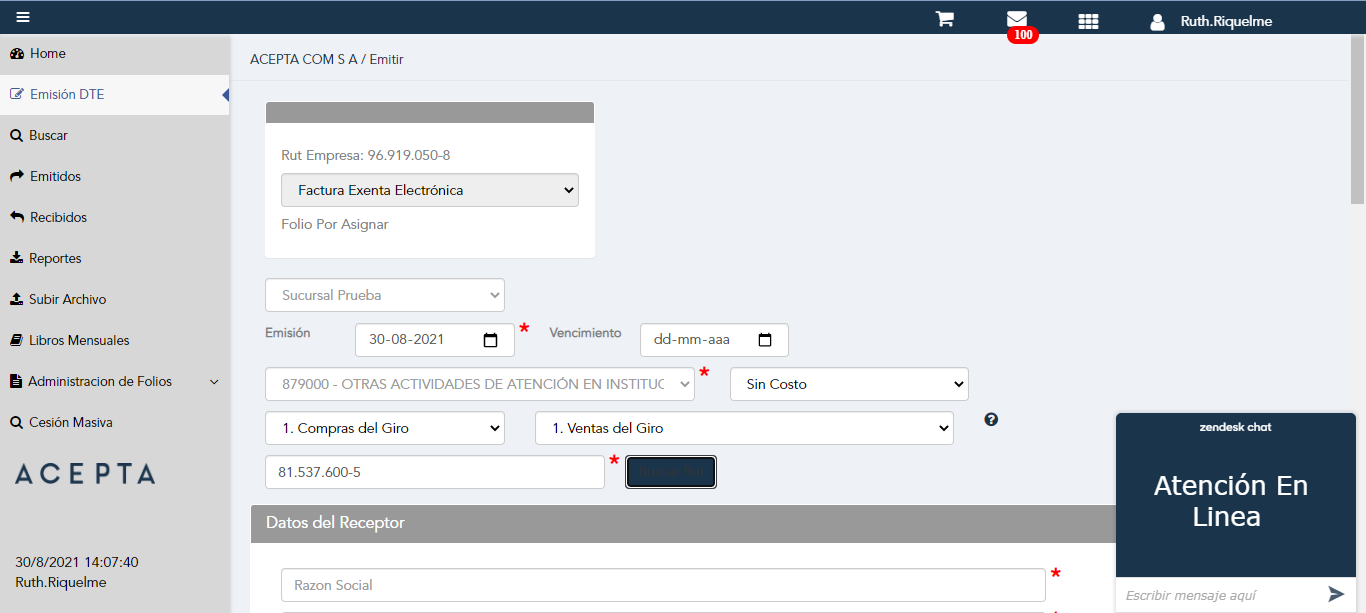 Ruth.Riquelme
100
Home
Emisión DTE
Buscar
Emitidos
Recibidos
Reportes
Subir Archivo
Libros Mensuales
Administracion de Folios
Cesión Masiva
ACEPTA
30/8/2021 14:07:40
Ruth.Riquelme
ACEPTA COM S A / Emitir
Rut Empresa: 96.919.050-8
Factura Exenta Electrónica
Folio Por Asignar
Sucursal Prueba
Emisión 30-08-2021 * Vencimiento dd-mm-aaa
879000 - OTRAS ACTIVIDADES DE ATENCIÓN EN INSTITUC * Sin Costo
1. Compras del Giro 1. Ventas del Giro ?
81.537.600-5 *
Datos del Receptor
Razon Social *
zendesk chat
Atención En
Linea
Escribir mensaje aquí